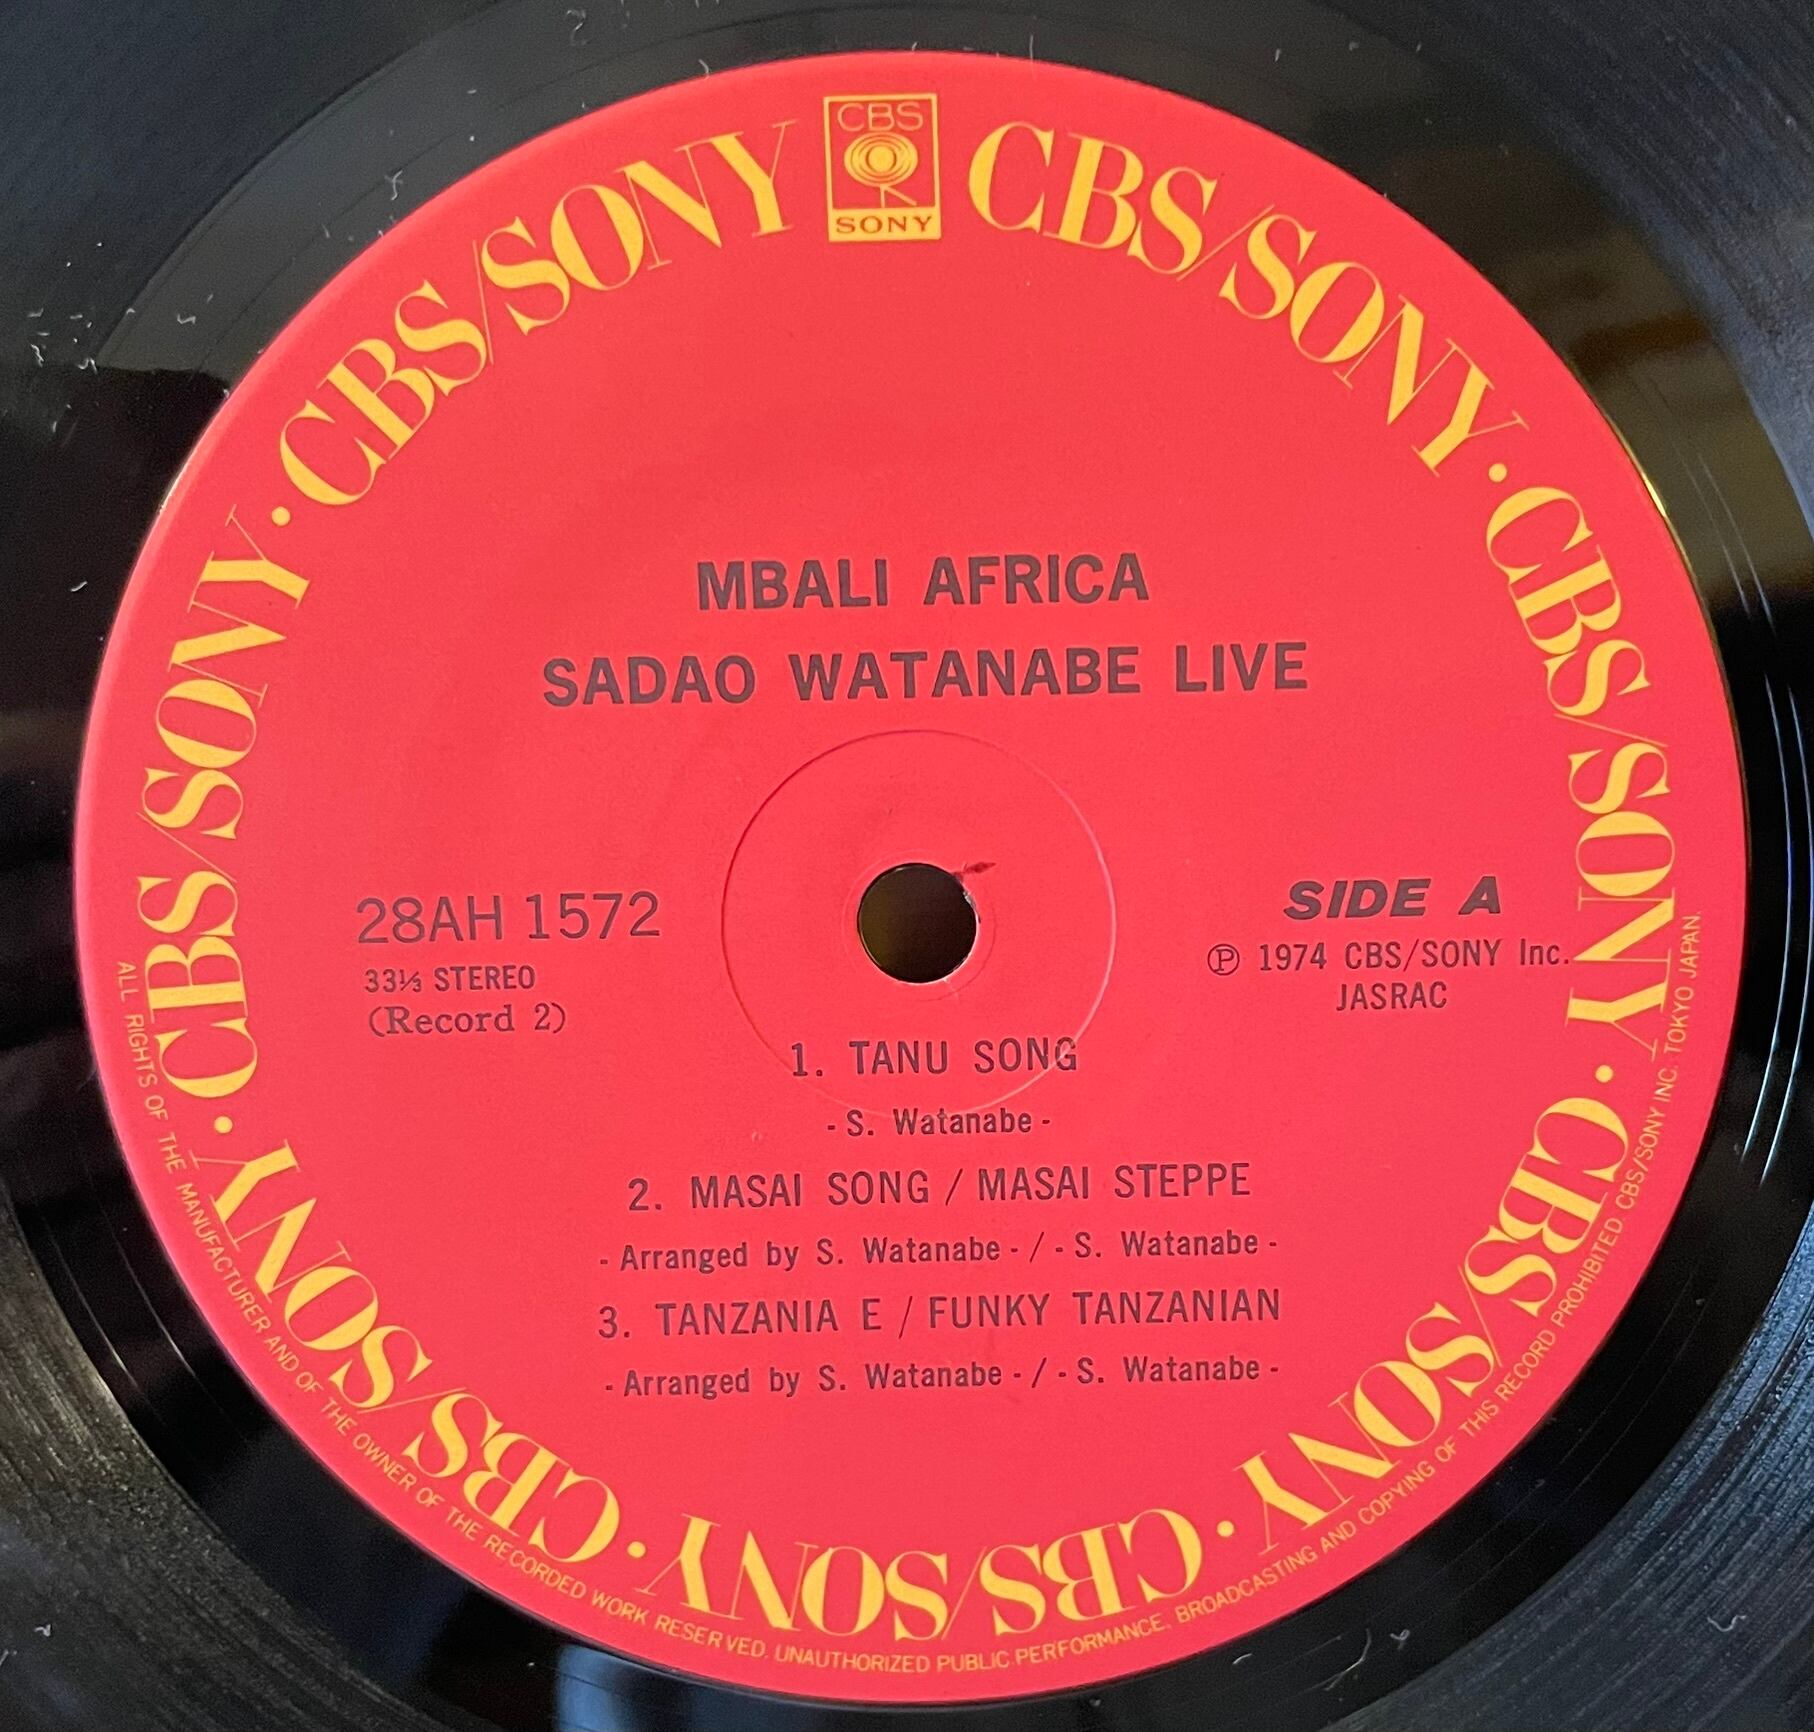 CBS
SONY
CBS/SONY · CBS/SONY · CBS/SONY · CBS/SONY · CBS/SONY · CBS/SONY · CBS/SONY
MBALI AFRICA
SADAO WATANABE LIVE
28AH 1572
33⅓ STEREO
(Record 2)
SIDE A
Ⓟ 1974 CBS/SONY Inc.
JASRAC
1. TANU SONG
- S. Watanabe -
2. MASAI SONG / MASAI STEPPE
- Arranged by S. Watanabe - / - S. Watanabe -
3. TANZANIA E / FUNKY TANZANIAN
- Arranged by S. Watanabe - / - S. Watanabe -
ALL RIGHTS OF THE MANUFACTURER AND OF THE OWNER OF THE RECORDED WORK RESERVED. UNAUTHORIZED PUBLIC PERFORMANCE, BROADCASTING AND COPYING OF THIS RECORD PROHIBITED. CBS/SONY INC. TOKYO JAPAN.